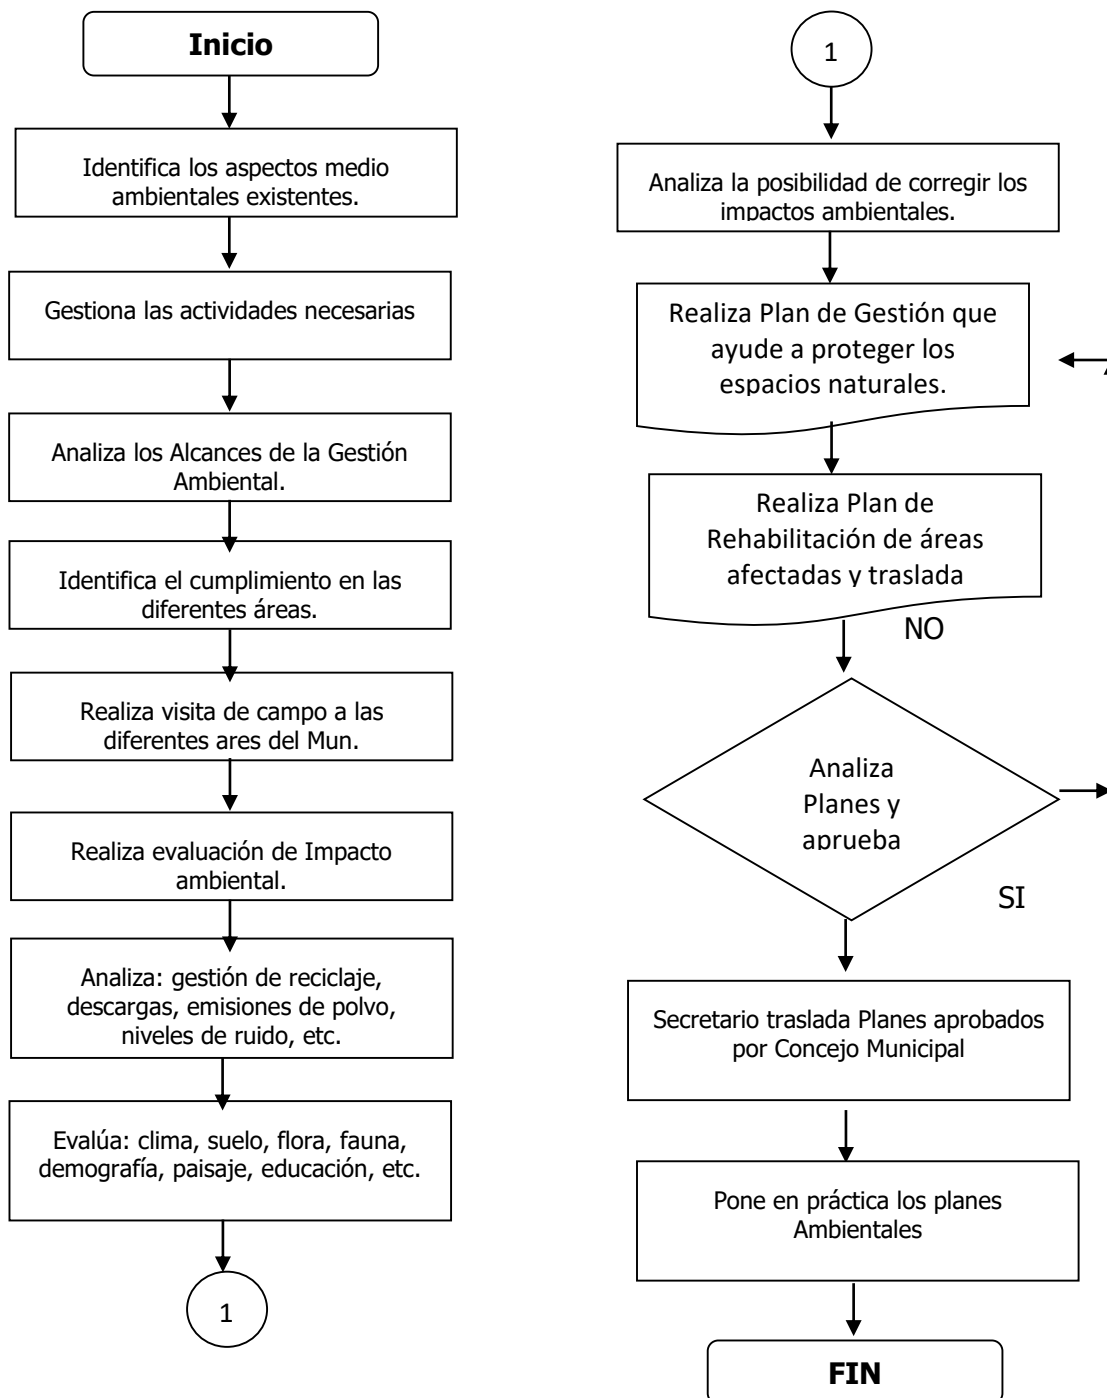 Inicio
Identifica los aspectos medio
ambientales existentes.
Gestiona las actividades necesarias
Analiza los Alcances de la Gestión
Ambiental.
Identifica el cumplimiento en las
diferentes áreas.
Realiza visita de campo a las
diferentes ares del Mun.
Realiza evaluación de Impacto
ambiental.
Analiza: gestión de reciclaje,
descargas, emisiones de polvo,
niveles de ruido, etc.
Evalúa: clima, suelo, flora, fauna,
demografía, paisaje, educación, etc.
1
1
Analiza la posibilidad de corregir los
impactos ambientales.
Realiza Plan de Gestión que
ayude a proteger los
espacios naturales.
Realiza Plan de
Rehabilitación de áreas
afectadas y traslada
NO
Analiza
Planes y
aprueba
SI
Secretario traslada Planes aprobados
por Concejo Municipal
Pone en práctica los planes
Ambientales
FIN